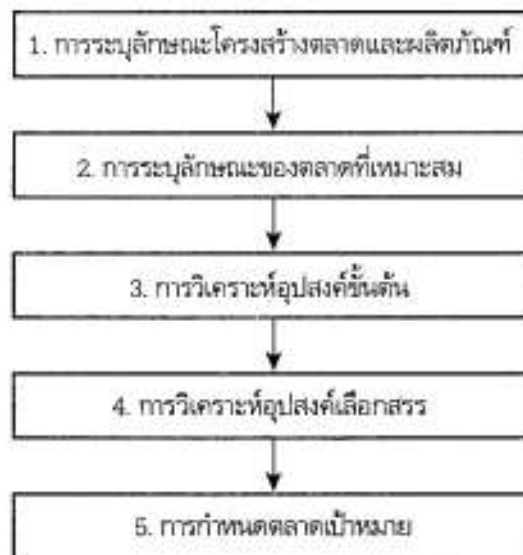 1. การระบุลักษณะโครงสร้างตลาดและผลิตภัณฑ์
2. การระบุลักษณะของตลาดที่เหมาะสม
3. การวิเคราะห์อุปสงค์ขั้นต้น
4. การวิเคราะห์อุปสงค์เลือกสรร
5. การกำหนดตลาดเป้าหมาย